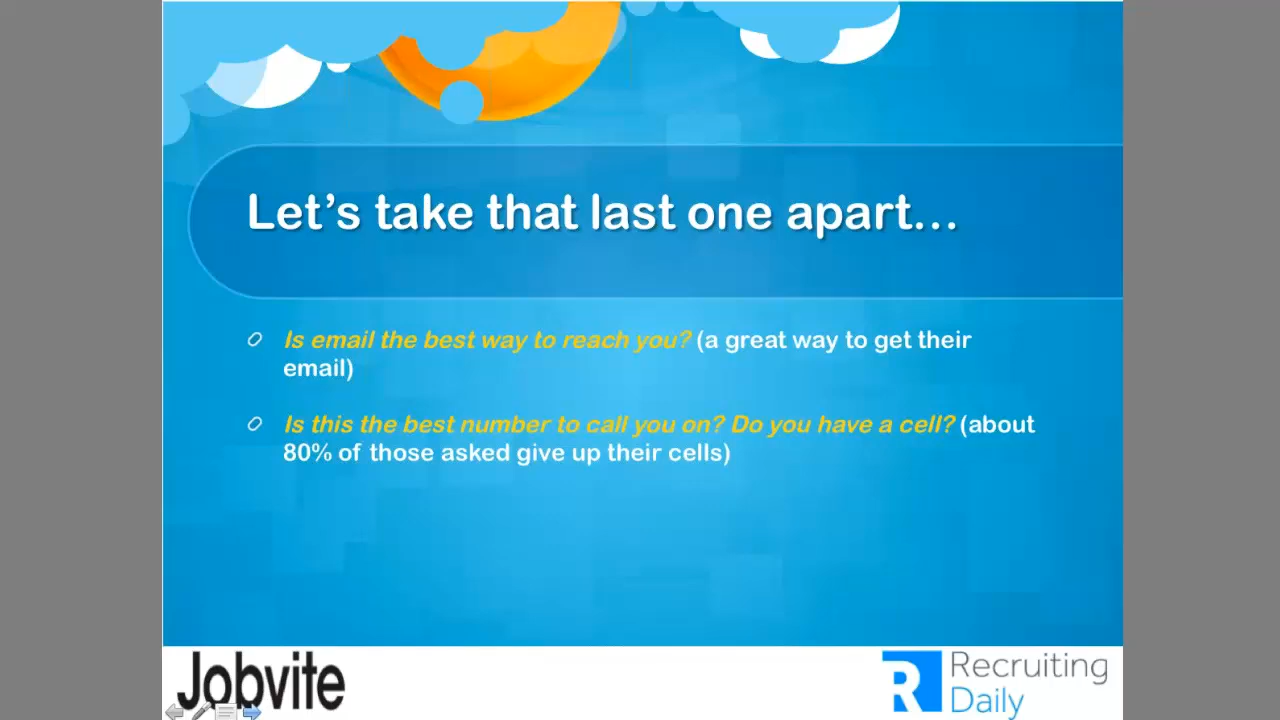 Let's take that last one apart...
Is email the best way to reach you? (a great way to get their
email)
Is this the best number to call you on? Do you have a cell? (about
80% of those asked give up their cells)
Jobvite
R Recruiting
Daily